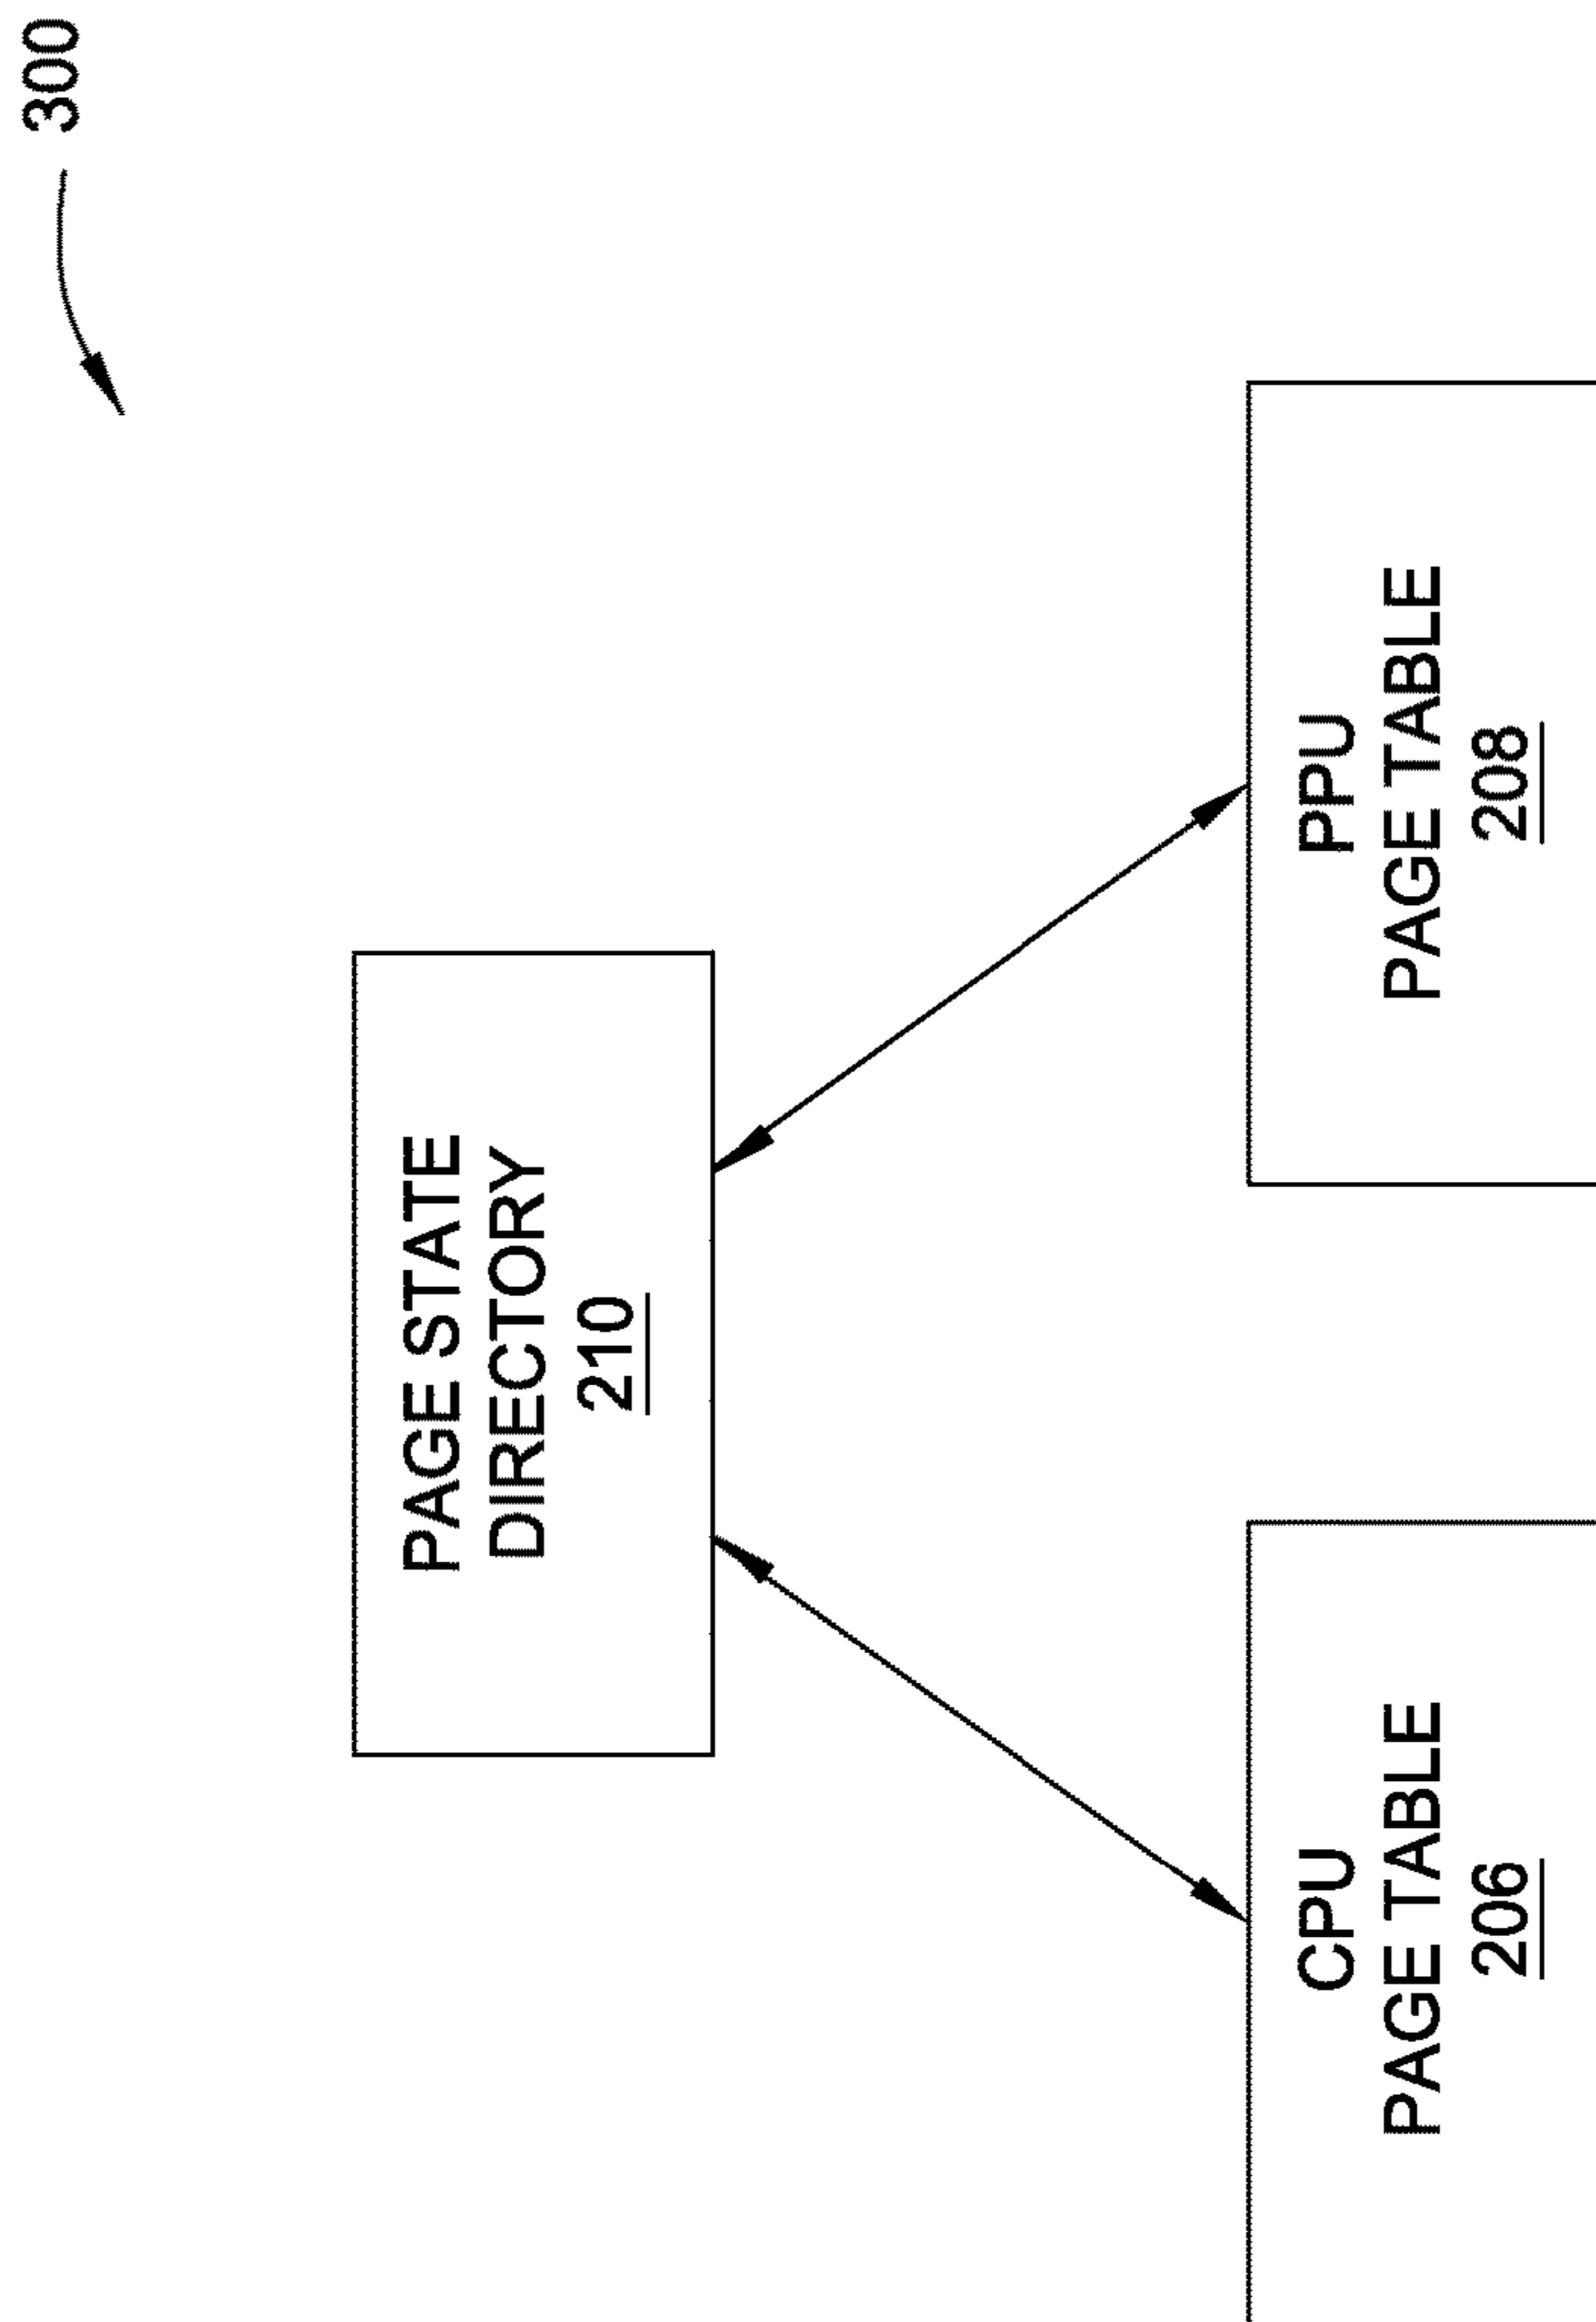 300
PAGE STATE
DIRECTORY
210
CPU
PAGE TABLE
206
PPU
PAGE TABLE
208